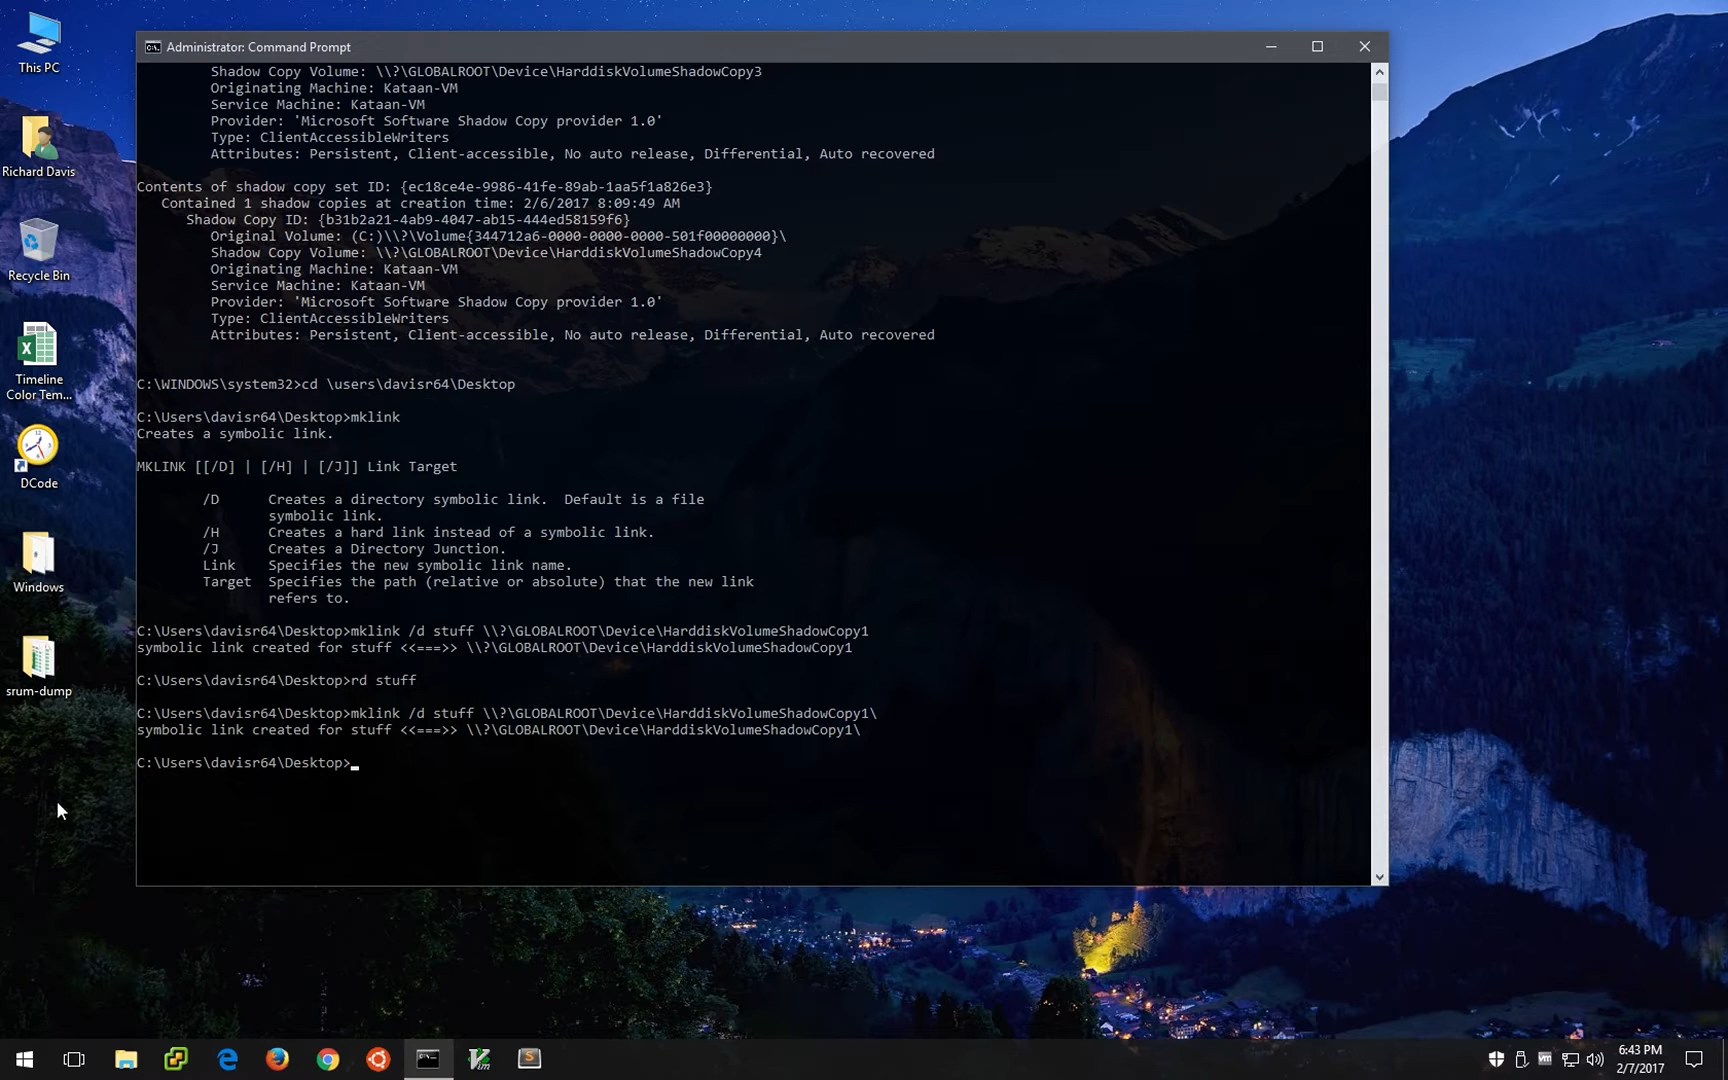 This PC
Richard Davis
Recycle Bin
Timeline
Color Tem...
DCode
Windows
srum-dump
Administrator: Command Prompt
Shadow Copy Volume: \\?\GLOBALROOT\Device\HarddiskVolumeShadowCopy3
Originating Machine: Kataan-VM
Service Machine: Kataan-VM
Provider: 'Microsoft Software Shadow Copy provider 1.0'
Type: ClientAccessibleWriters
Attributes: Persistent, Client-accessible, No auto release, Differential, Auto recovered
Contents of shadow copy set ID: {ec18ce4e-9986-41fe-89ab-1aa5f1a826e3}
Contained 1 shadow copies at creation time: 2/6/2017 8:09:49 AM
Shadow Copy ID: {b31b2a21-4ab9-4047-ab15-444ed58159f6}
Original Volume: (C:)\\?\Volume{344712a6-0000-0000-0000-501f00000000}\
Shadow Copy Volume: \\?\GLOBALROOT\Device\HarddiskVolumeShadowCopy4
Originating Machine: Kataan-VM
Service Machine: Kataan-VM
Provider: 'Microsoft Software Shadow Copy provider 1.0'
Type: ClientAccessibleWriters
Attributes: Persistent, Client-accessible, No auto release, Differential, Auto recovered
C:\WINDOWS\system32>cd \users\davisr64\Desktop
C:\Users\davisr64\Desktop>mklink
Creates a symbolic link.
MKLINK [[/D] | [/H] | [/J]] Link Target
/D Creates a directory symbolic link. Default is a file
symbolic link.
/H Creates a hard link instead of a symbolic link.
/J Creates a Directory Junction.
Link Specifies the new symbolic link name.
Target Specifies the path (relative or absolute) that the new link
refers to.
C:\Users\davisr64\Desktop>mklink /d stuff \\?\GLOBALROOT\Device\HarddiskVolumeShadowCopy1
symbolic link created for stuff <<===>> \\?\GLOBALROOT\Device\HarddiskVolumeShadowCopy1
C:\Users\davisr64\Desktop>rd stuff
C:\Users\davisr64\Desktop>mklink /d stuff \\?\GLOBALROOT\Device\HarddiskVolumeShadowCopy1\
symbolic link created for stuff <<===>> \\?\GLOBALROOT\Device\HarddiskVolumeShadowCopy1\
C:\Users\davisr64\Desktop>
6:43 PM
2/7/2017